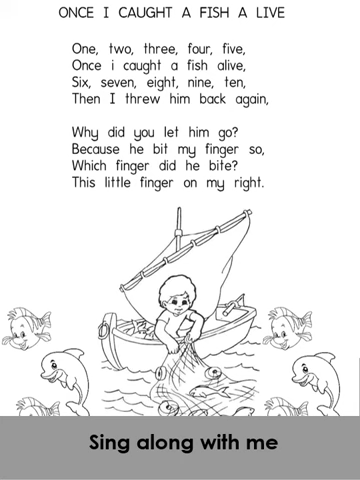 ONCE I CAUGHT A FISH A LIVE
One, two, three, four, five,
Once i caught a fish alive,
Six, seven, eight, nine, ten,
Then I threw him back again,
Why did you let him go?
Because he bit my finger so,
Which finger did he bite?
This little finger on my right.
Sing along with me